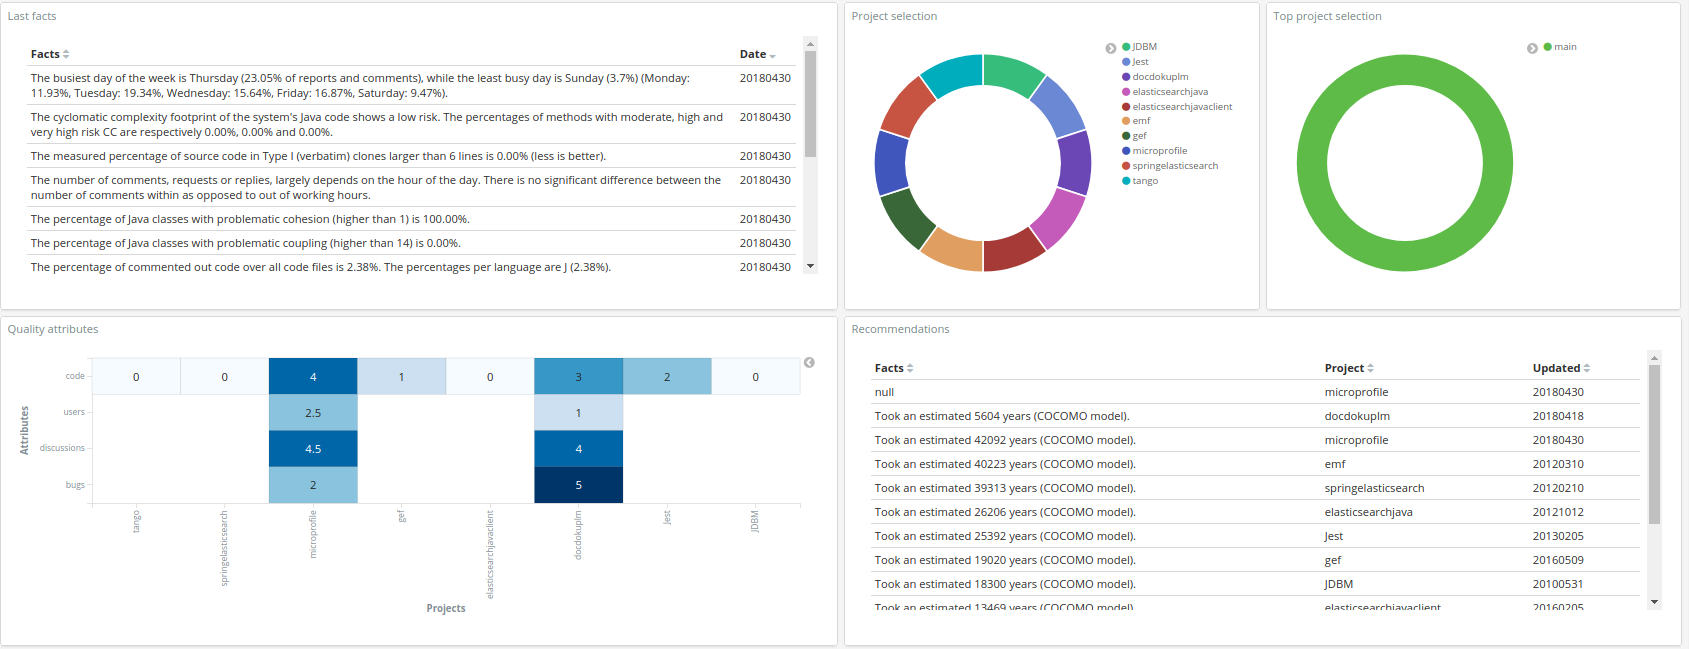 Last facts
Facts Date
The busiest day of the week is Thursday (23.05% of reports and comments), while the least busy day is Sunday (3.7%) (Monday: 20180430
11.93%, Tuesday: 19.34%, Wednesday: 15.64%, Friday: 16.87%, Saturday: 9.47%).
The cyclomatic complexity footprint of the system's Java code shows a low risk. The percentages of methods with moderate, high and 20180430
very high risk CC are respectively 0.00%, 0.00% and 0.00%.
The measured percentage of source code in Type I (verbatim) clones larger than 6 lines is 0.00% (less is better). 20180430
The number of comments, requests or replies, largely depends on the hour of the day. There is no significant difference between the 20180430
number of comments within as opposed to out of working hours.
The percentage of Java classes with problematic cohesion (higher than 1) is 100.00%. 20180430
The percentage of Java classes with problematic coupling (higher than 14) is 0.00%. 20180430
The percentage of commented out code over all code files is 2.38%. The percentages per language are J (2.38%). 20180430
Project selection
JDBM
Jest
docdokuplm
elasticsearchjava
elasticsearchjavaclient
emf
gef
microprofile
springelasticsearch
tango
Top project selection
main
Quality attributes
Attributes
code 0 0 4 1 0 3 2 0
users 2.5 1
discussions 4.5 4
bugs 2 5
tango springelasticsearch microprofile gef elasticsearchjavaclient docdokuplm Jest JDBM
Projects
Recommendations
Facts Project Updated
null microprofile 20180430
Took an estimated 5604 years (COCOMO model). docdokuplm 20180418
Took an estimated 42092 years (COCOMO model). microprofile 20180430
Took an estimated 40223 years (COCOMO model). emf 20120310
Took an estimated 39313 years (COCOMO model). springelasticsearch 20120210
Took an estimated 26206 years (COCOMO model). elasticsearchjava 20121012
Took an estimated 25392 years (COCOMO model). Jest 20130205
Took an estimated 19020 years (COCOMO model). gef 20160509
Took an estimated 18300 years (COCOMO model). JDBM 20100531
Took an estimated 13469 years (COCOMO model). elasticsearchjavaclient 20160205